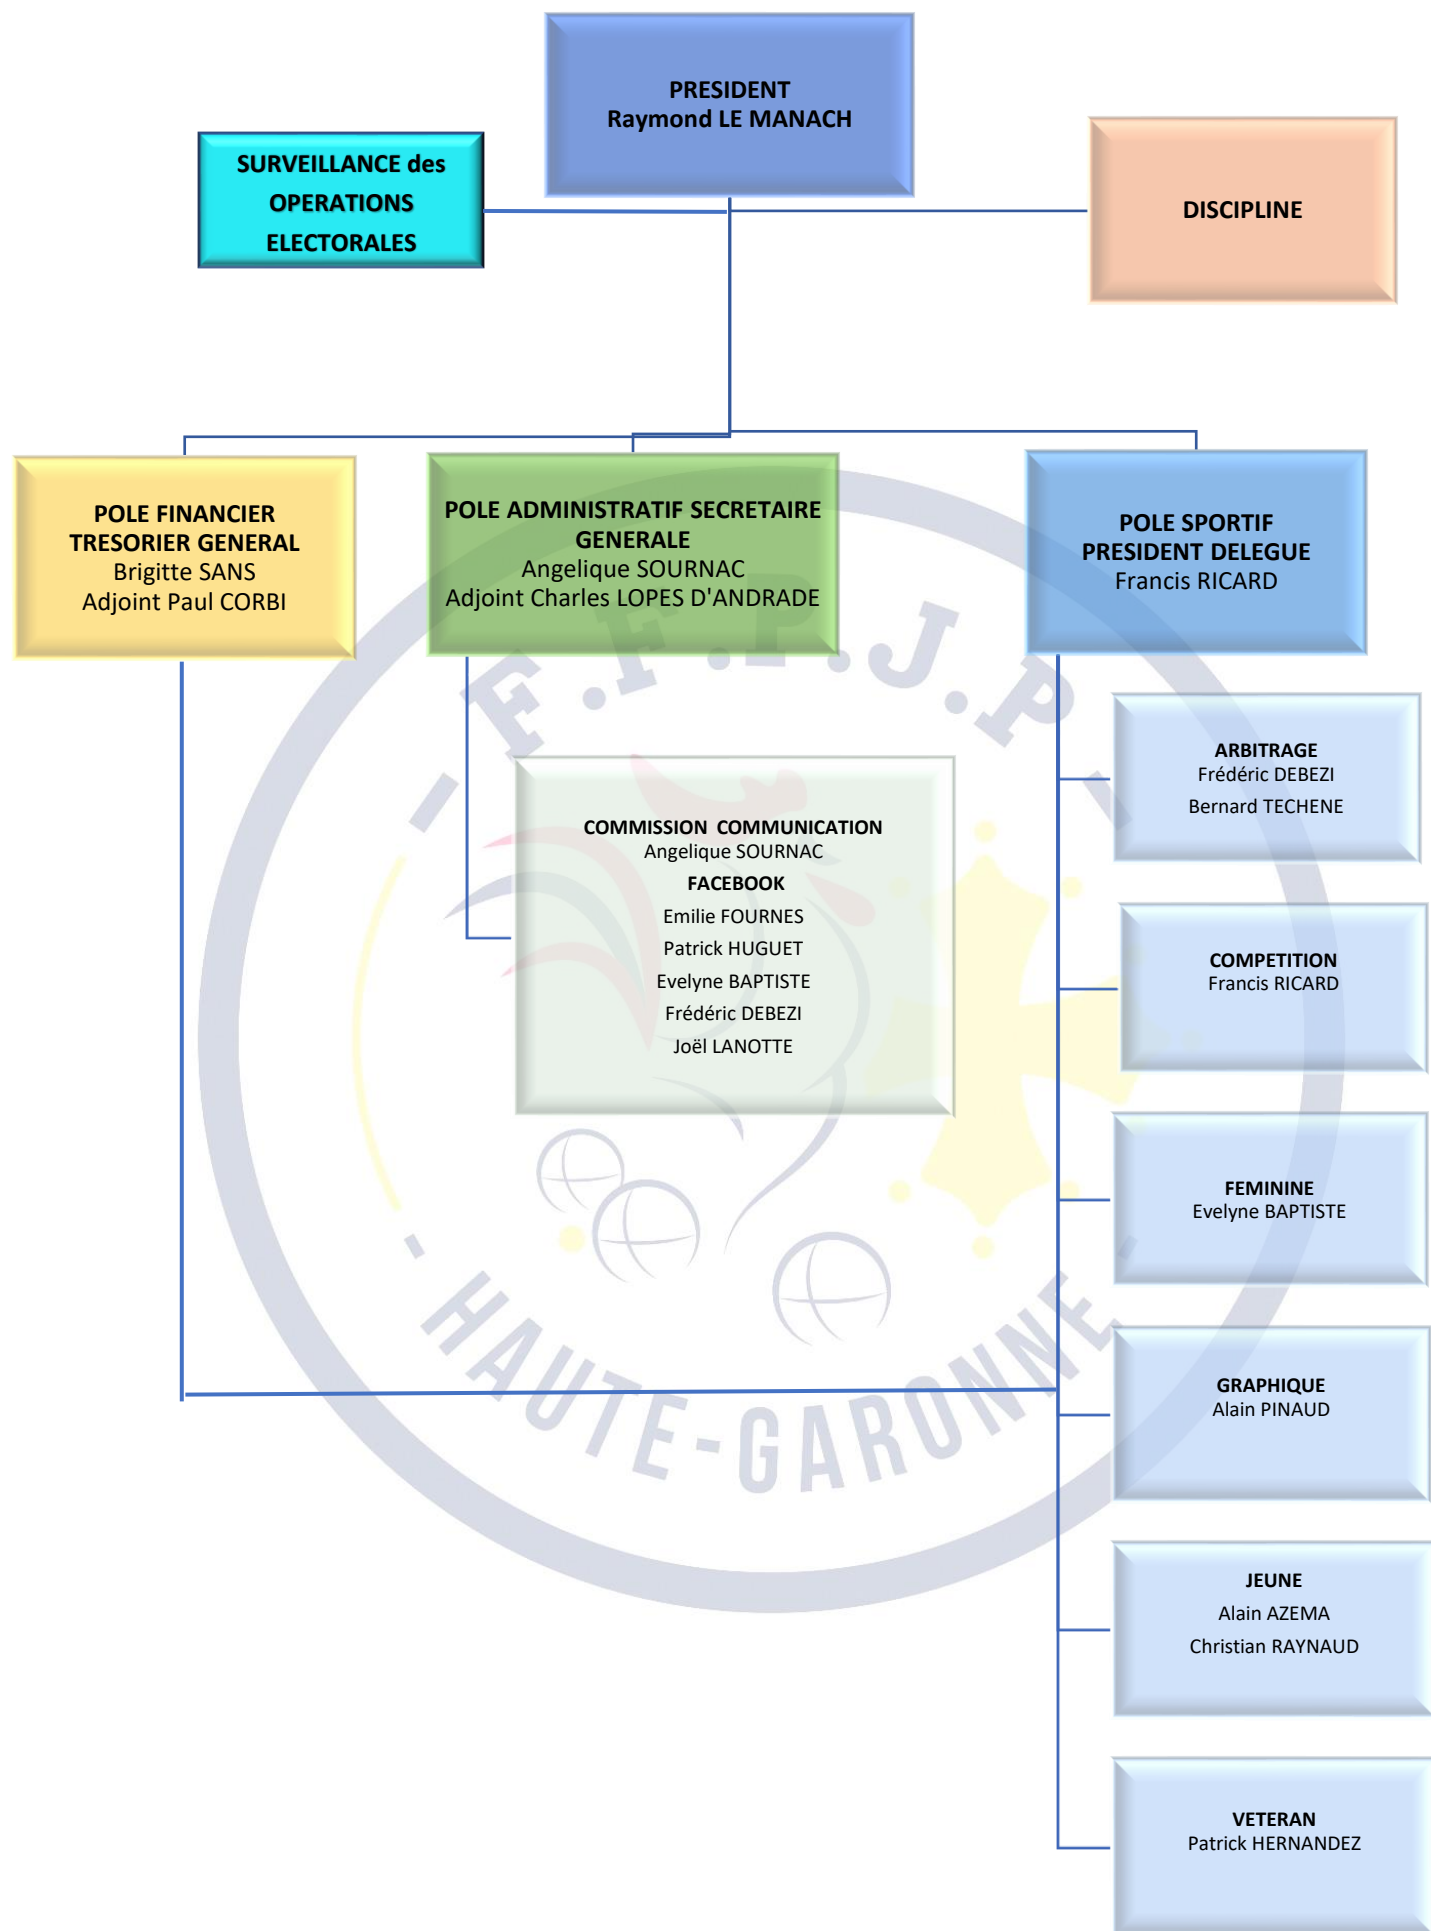 PRESIDENT
Raymond LE MANACH
SURVEILLANCE des
OPERATIONS
ELECTORALES
DISCIPLINE
POLE FINANCIER
TRESORIER GENERAL
Brigitte SANS
Adjoint Paul CORBI
POLE ADMINISTRATIF SECRETAIRE
GENERALE
Angelique SOURNAC
Adjoint Charles LOPES D'ANDRADE
POLE SPORTIF
PRESIDENT DELEGUE
Francis RICARD
- F.F.P.J.P -
COMMISSION COMMUNICATION
Angelique SOURNAC
FACEBOOK
Emilie FOURNES
Patrick HUGUET
Evelyne BAPTISTE
Frédéric DEBEZI
Joël LANOTTE
ARBITRAGE
Frédéric DEBEZI
Bernard TECHENE
COMPETITION
Francis RICARD
FEMININE
Evelyne BAPTISTE
GRAPHIQUE
Alain PINAUD
JEUNE
Alain AZEMA
Christian RAYNAUD
VETERAN
Patrick HERNANDEZ
- HAUTE-GARONNE -